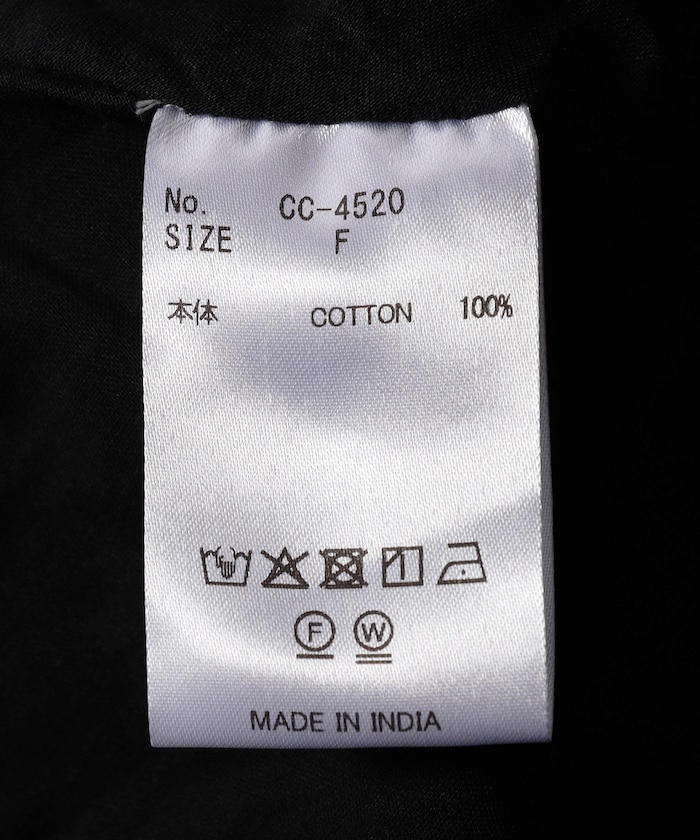 No. CC-4520
SIZE F
本体 COTTON 100%
F W
MADE IN INDIA